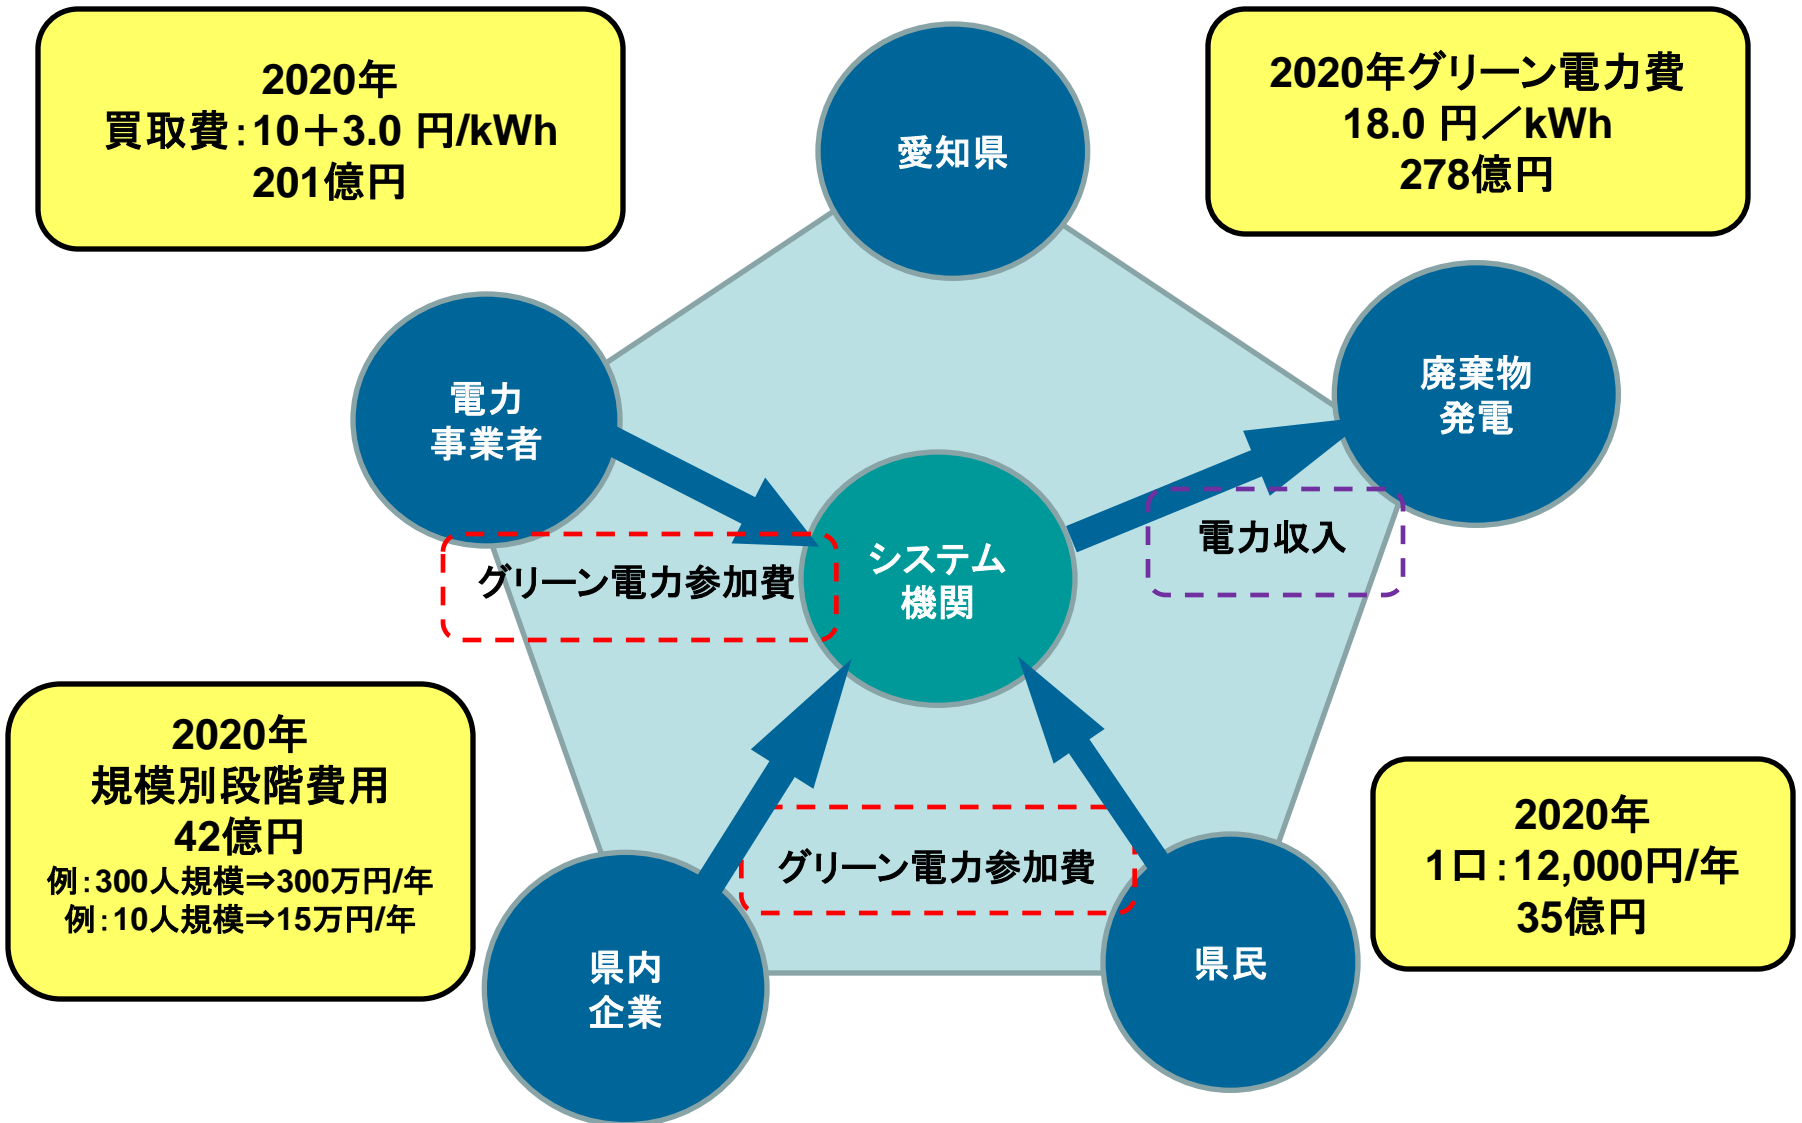 2020年
買取費：10＋3.0 円/kWh
201億円
愛知県
2020年グリーン電力費
18.0 円／kWh
278億円
電力
事業者
廃棄物
発電
電力収入
グリーン電力参加費
システム
機関
2020年
規模別段階費用
42億円
例：300人規模⇒300万円/年
例：10人規模⇒15万円/年
グリーン電力参加費
2020年
1口：12,000円/年
35億円
県内
企業
県民